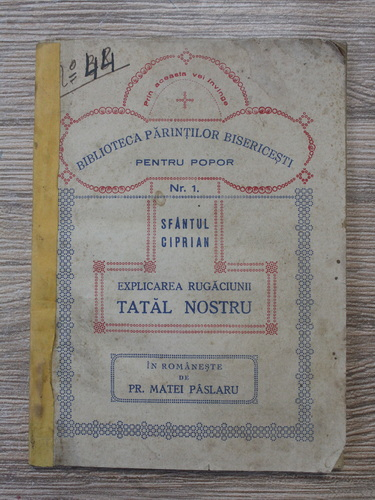 No 44
Prin aceasta vei învinge
BIBLIOTECA PĂRINȚILOR BISERICEȘTI
PENTRU POPOR
Nr. 1.
SFÂNTUL
CIPRIAN
EXPLICAREA RUGĂCIUNII
TATĂL NOSTRU
ÎN ROMÂNEȘTE
DE
PR. MATEI PÂSLARU